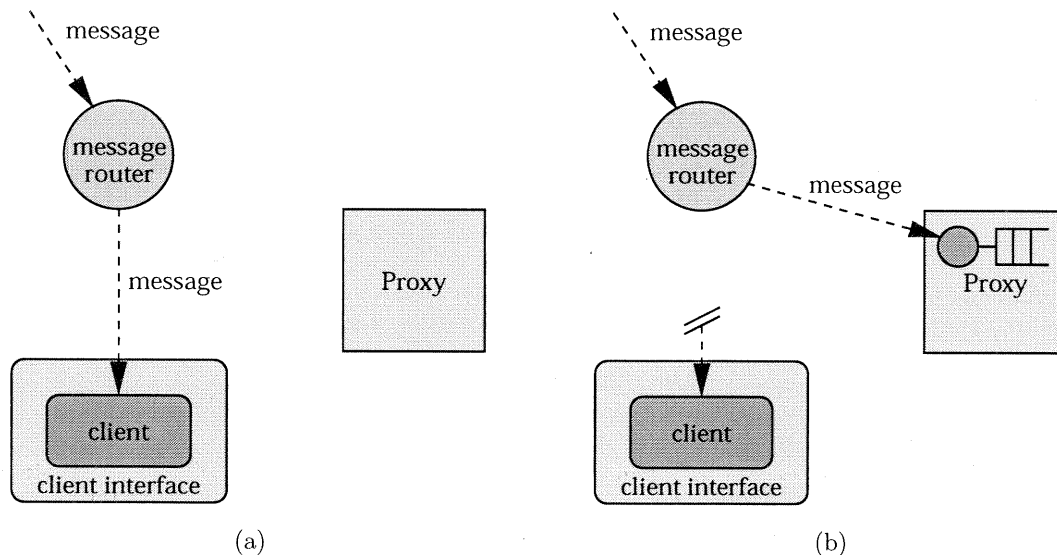 message
message
router
message
Proxy
client
client interface
(a)
message
message
router
message
Proxy
client
client interface
(b)